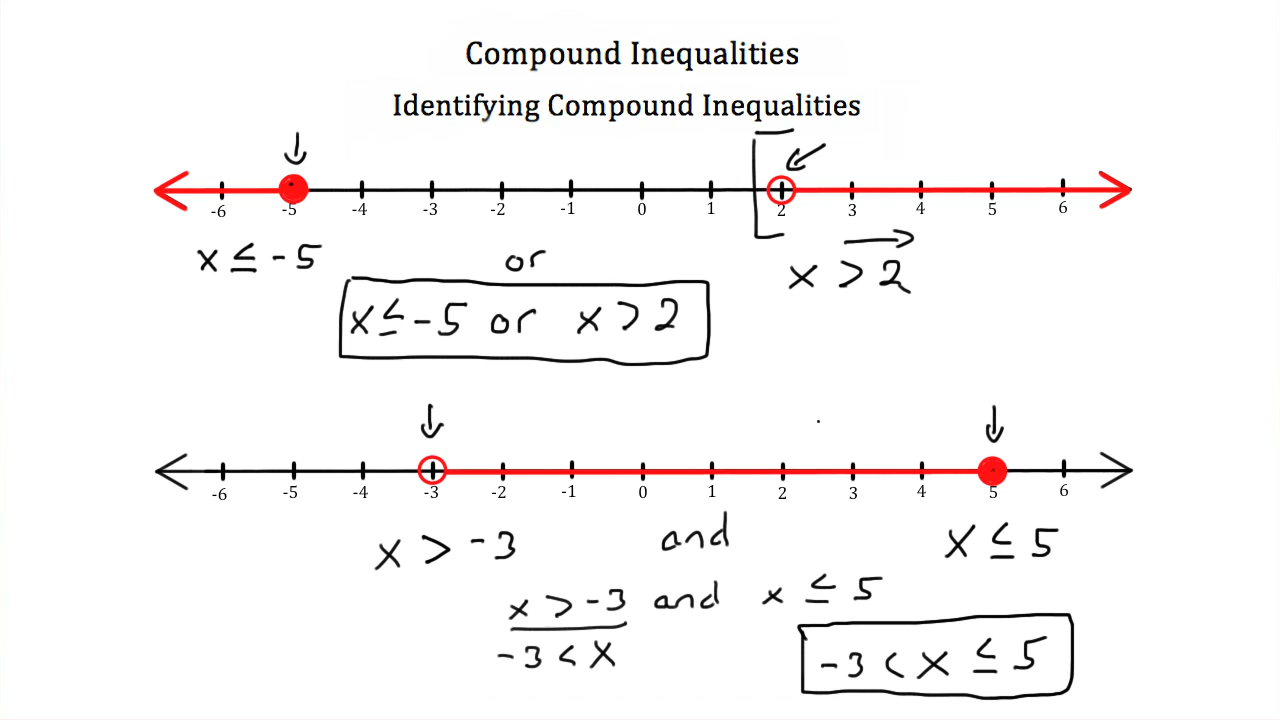 Compound Inequalities
Identifying Compound Inequalities
-6 -5 -4 -3 -2 -1 0 1 2 3 4 5 6
x ≤ -5 or x > 2
x ≤ -5 or x > 2
-6 -5 -4 -3 -2 -1 0 1 2 3 4 5 6
x > -3 and x ≤ 5
x > -3 and x ≤ 5
-3 < x
-3 < x ≤ 5